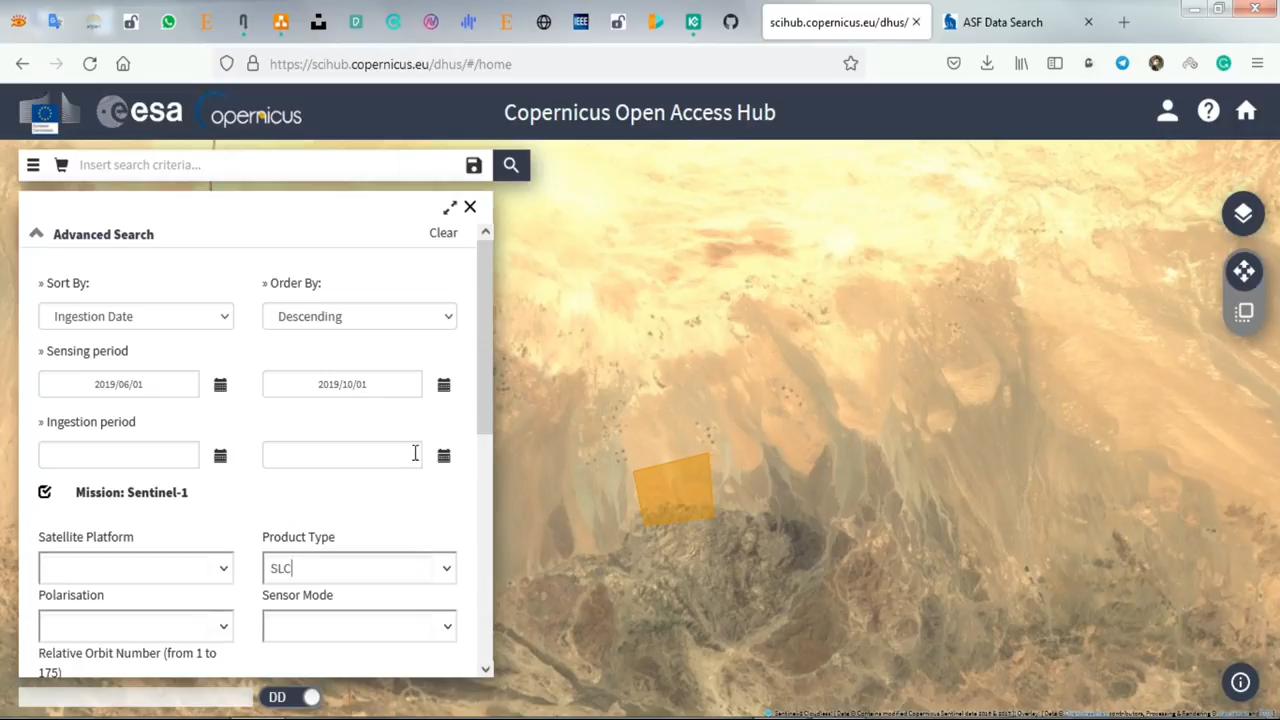 scihub.copernicus.eu/dhus/
ASF Data Search
https://scihub.copernicus.eu/dhus/#/home
esa
opernicus
Copernicus Open Access Hub
Insert search criteria...
Advanced Search
Clear
» Sort By:
» Order By:
Ingestion Date
Descending
» Sensing period
2019/06/01
2019/10/01
» Ingestion period
Mission: Sentinel-1
Satellite Platform
Product Type
SLC
Polarisation
Sensor Mode
Relative Orbit Number (from 1 to
175)
DD